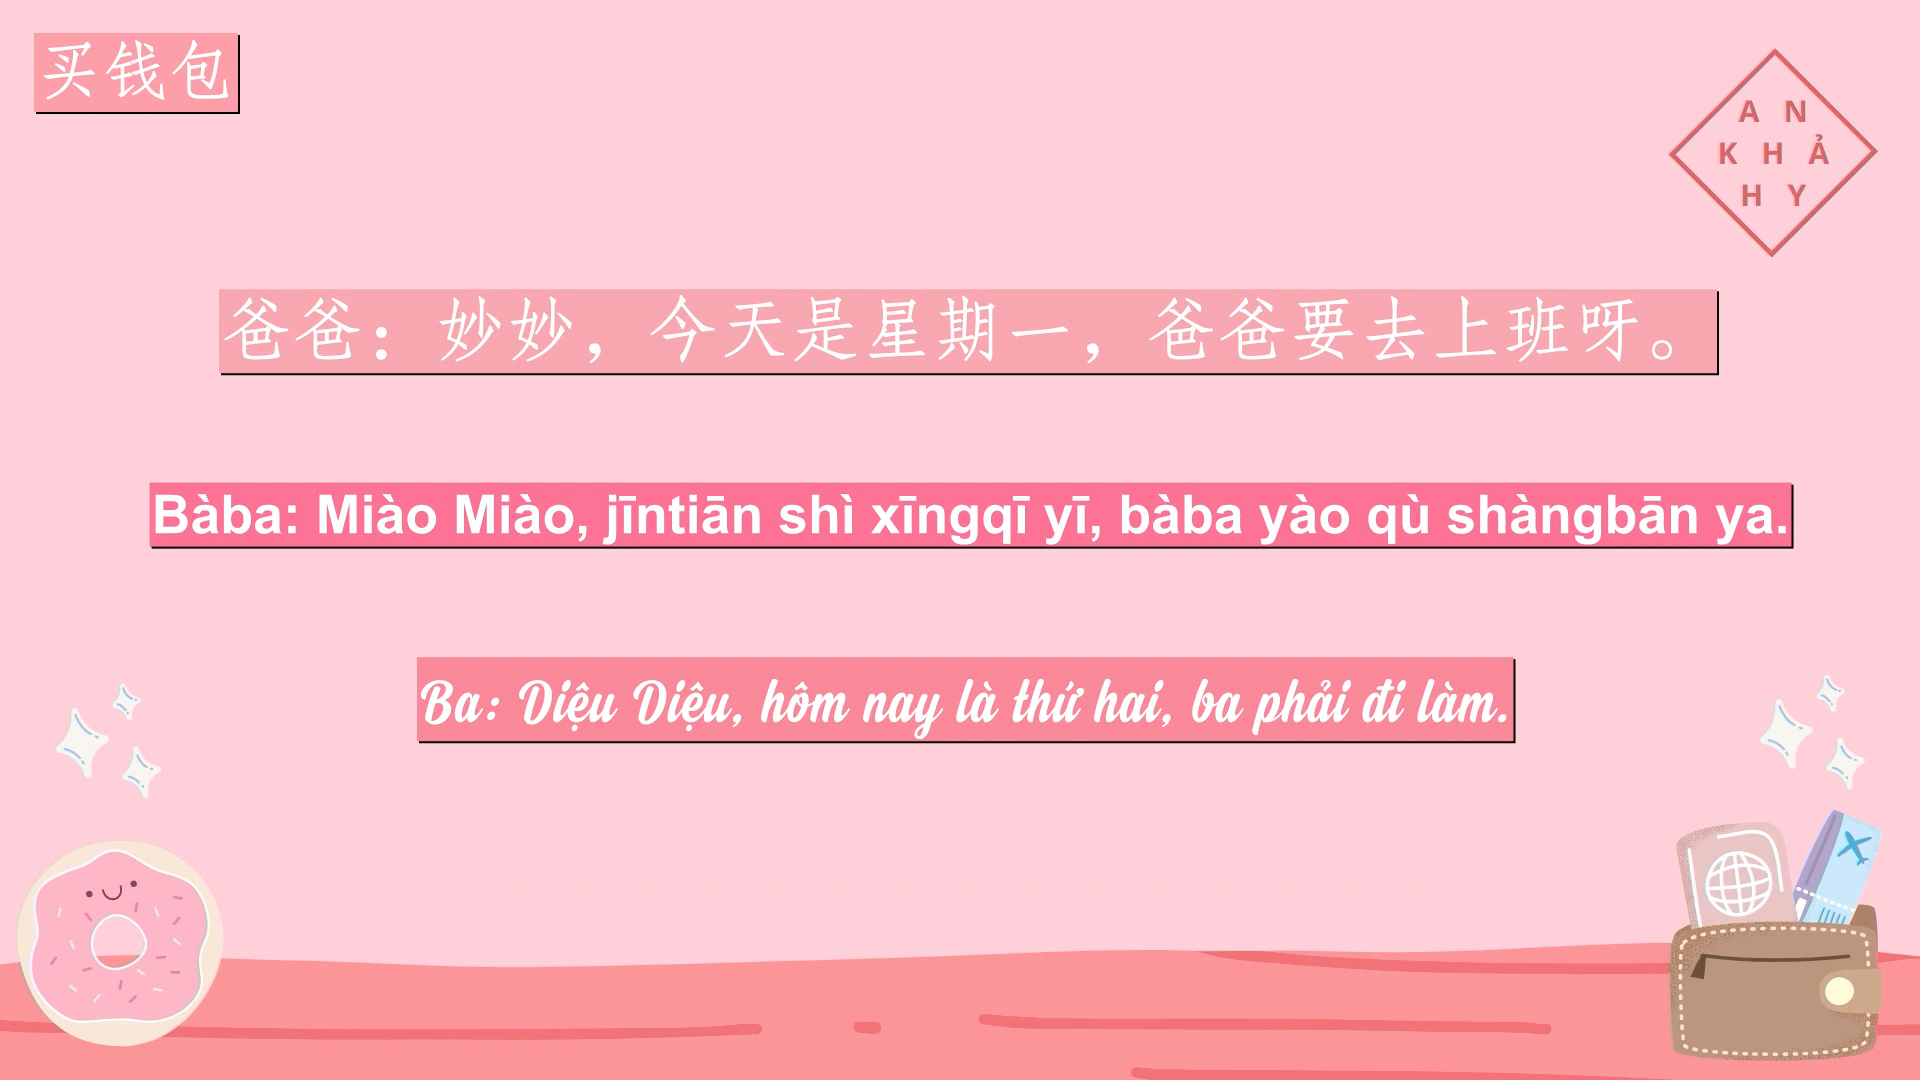 买钱包
A N
K H Ả
H Y
爸爸：妙妙，今天是星期一，爸爸要去上班呀。
Bàba: Miào Miào, jīntiān shì xīngqī yī, bàba yào qù shàngbān ya.
Ba: Diệu Diệu, hôm nay là thứ hai, ba phải đi làm.